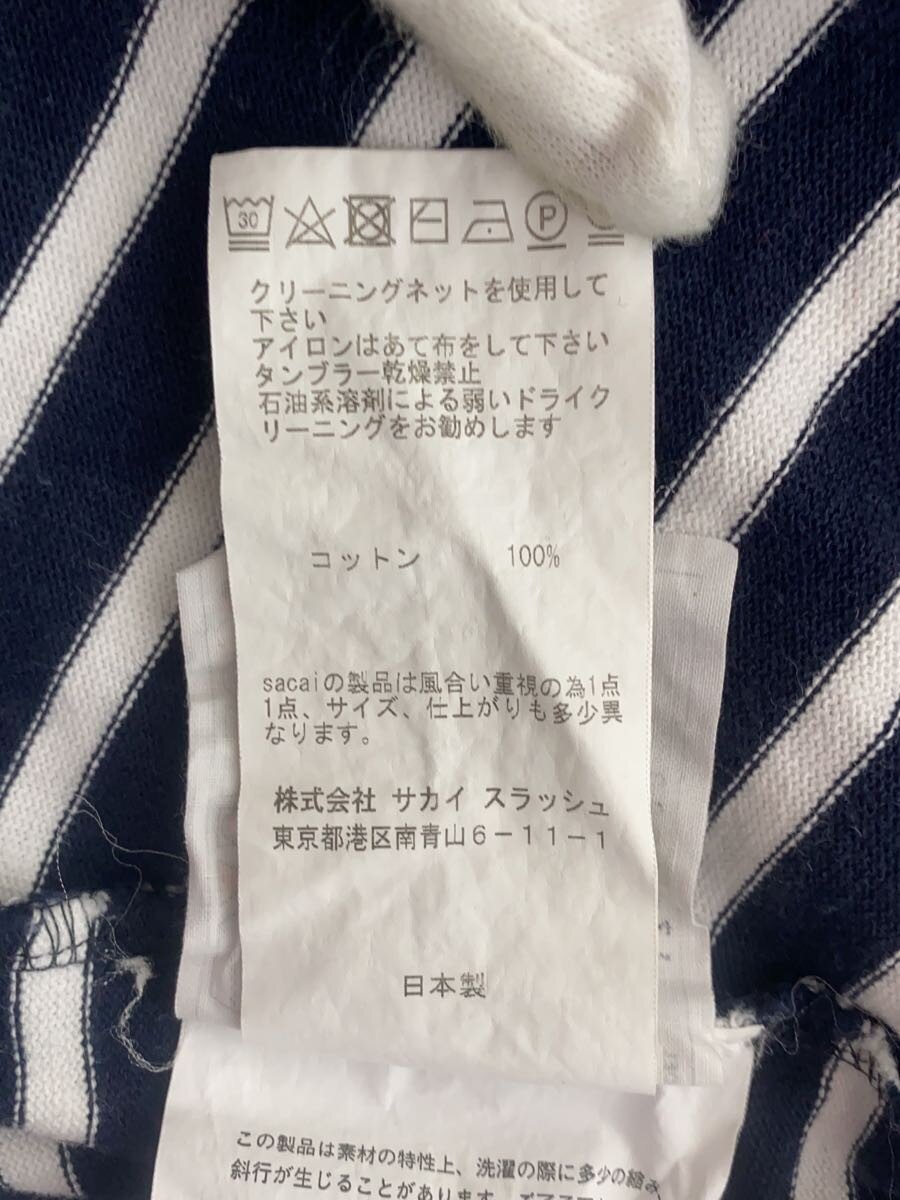 30 P
クリーニングネットを使用して
下さい
アイロンはあて布をして下さい
タンブラー乾燥禁止
石油系溶剤による弱いドライク
リーニングをお勧めします
コットン 100%
sacaiの製品は風合い重視の為1点
1点、サイズ、仕上がりも多少異
なります。
株式会社 サカイ スラッシュ
東京都港区南青山6-11-1
日本製
この製品は素材の特性上、洗濯の際に多少の縮み
斜行が生じることがあります。